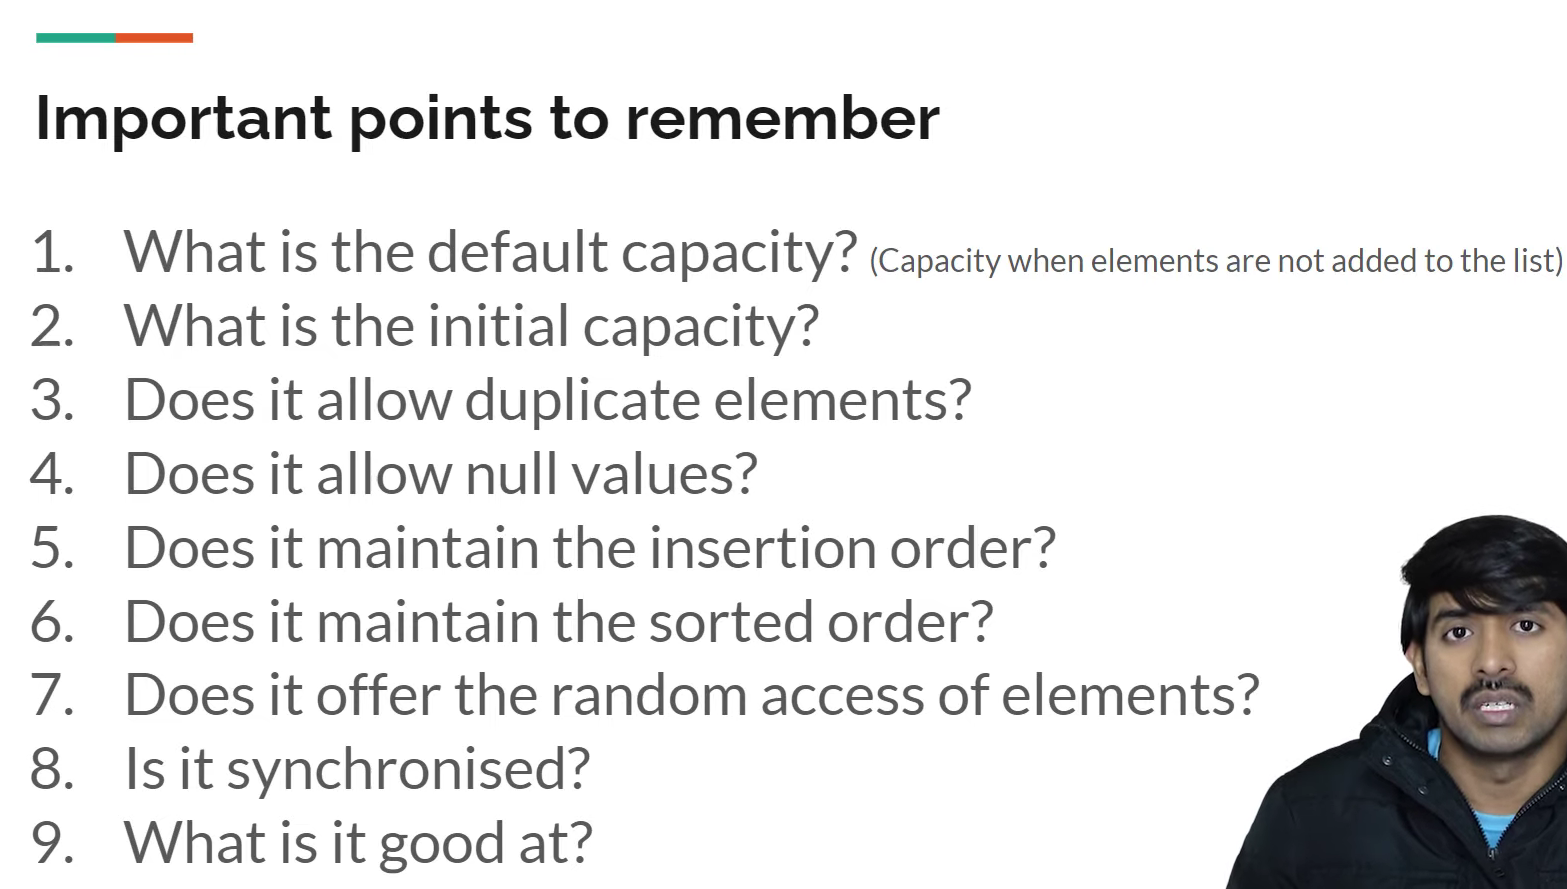 Important points to remember
1. What is the default capacity? (Capacity when elements are not added to the list)
2. What is the initial capacity?
3. Does it allow duplicate elements?
4. Does it allow null values?
5. Does it maintain the insertion order?
6. Does it maintain the sorted order?
7. Does it offer the random access of elements?
8. Is it synchronised?
9. What is it good at?